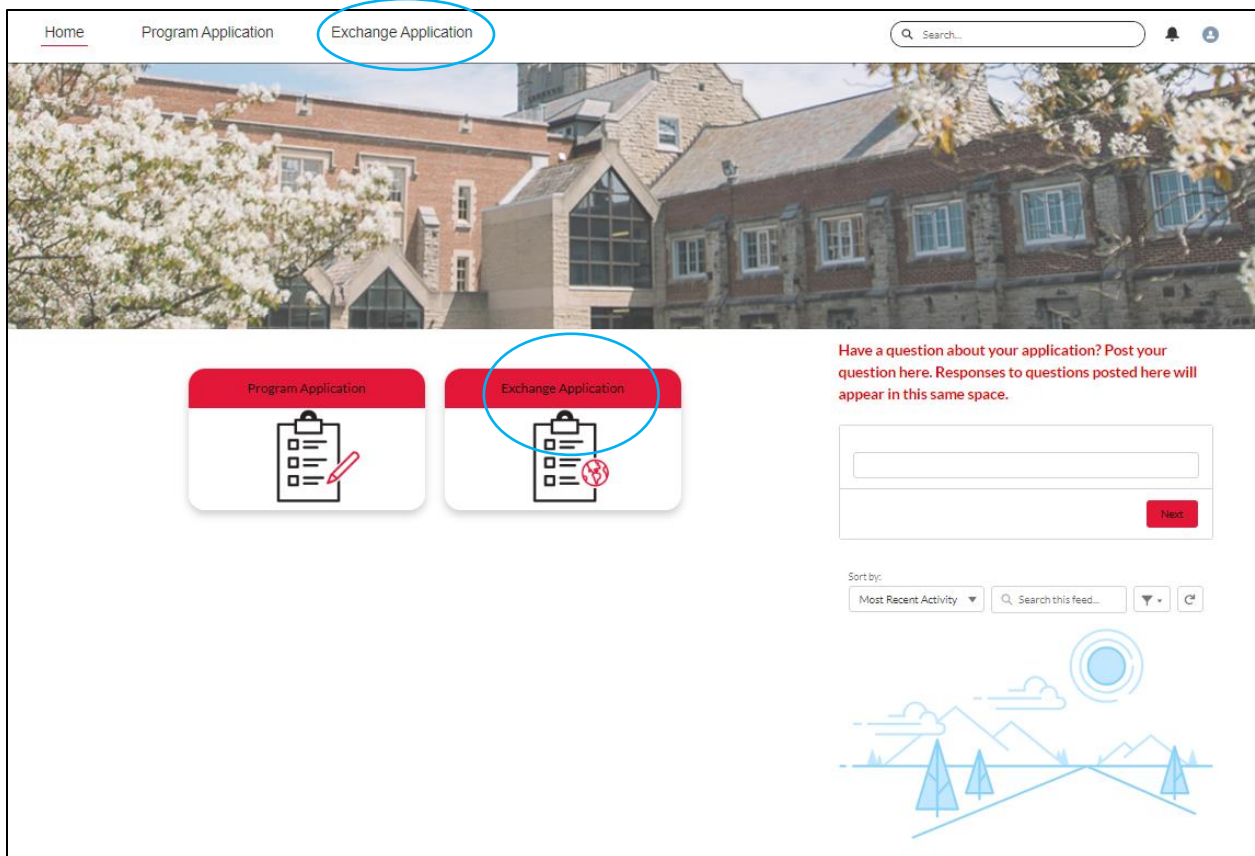 Home Program Application Exchange Application Search...
Program Application
Exchange Application
Have a question about your application? Post your
question here. Responses to questions posted here will
appear in this same space.
Next
Sort by:
Most Recent Activity Search this feed...